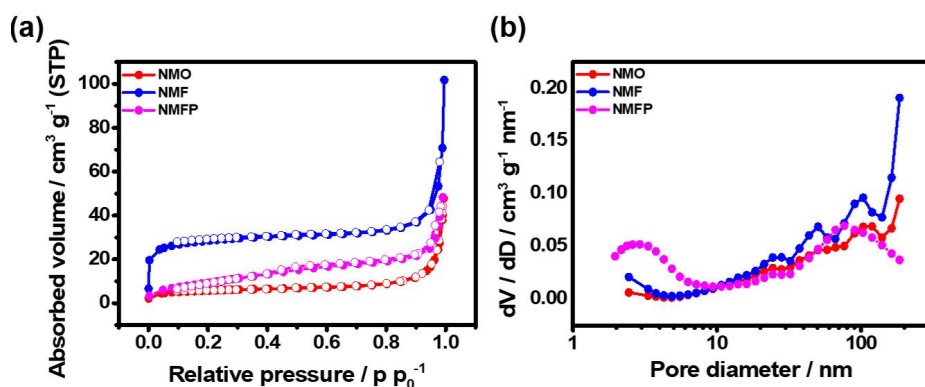 (a)
Absorbed volume / cm³ g⁻¹ (STP)
NMO
NMF
NMFP
100
80
60
40
20
0
0.0 0.2 0.4 0.6 0.8 1.0
Relative pressure / p p₀⁻¹
(b)
dV / dD / cm³ g⁻¹ nm⁻¹
NMO
NMF
NMFP
0.20
0.15
0.10
0.05
0.00
1 10 100
Pore diameter / nm